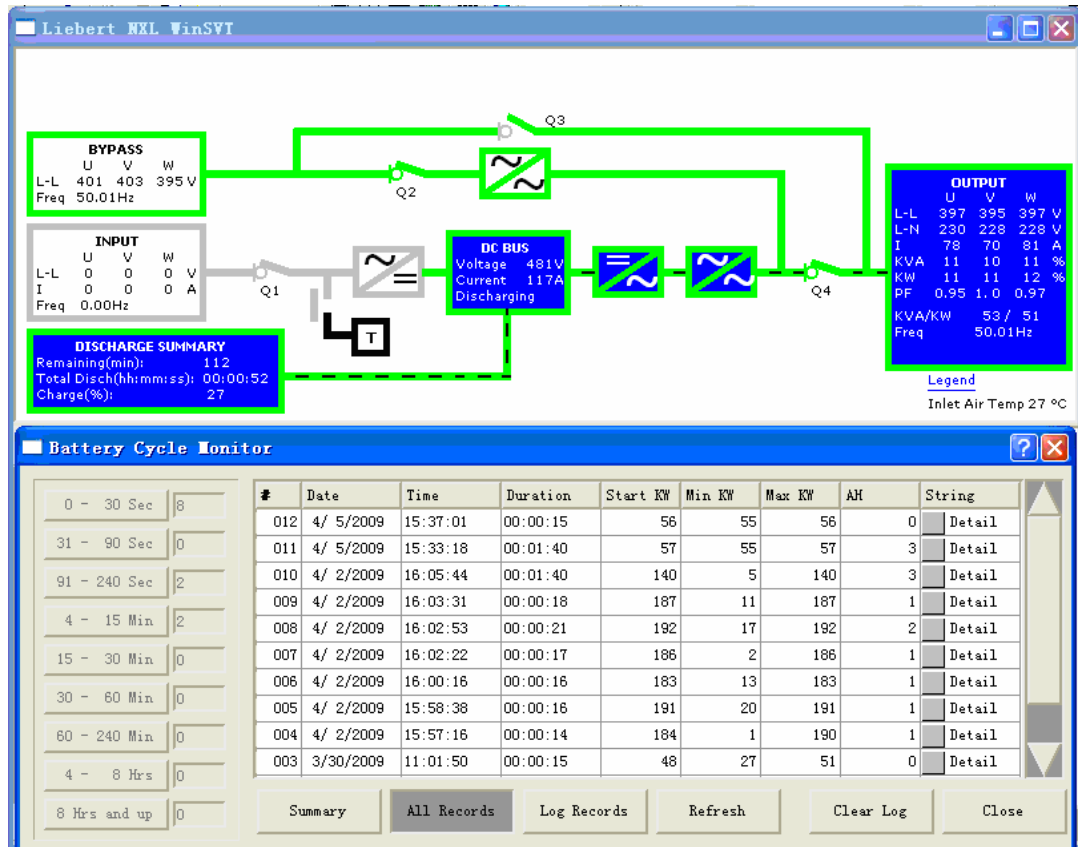 Liebert NXL WinSVT
Q3
BYPASS
U V W
L-L 401 403 395 V
Freq 50.01Hz
Q2
OUTPUT
U V W
L-L 397 395 397 V
L-N 230 228 228 V
I 78 70 81 A
KVA 11 10 11 %
KW 11 11 12 %
PF 0.95 1.0 0.97
KVA/KW 53/ 51
Freq 50.01Hz
INPUT
U V W
L-L 0 0 0 V
I 0 0 0 A
Freq 0.00Hz
Q1
DC BUS
Voltage 481V
Current 117A
Discharging
Q4
T
DISCHARGE SUMMARY
Remaining(min): 112
Total Disch(hh:mm:ss): 00:00:52
Charge(%): 27
Legend
Inlet Air Temp 27 °C
Battery Cycle Monitor
0 - 30 Sec 8
31 - 90 Sec 0
91 - 240 Sec 2
4 - 15 Min 2
15 - 30 Min 0
30 - 60 Min 0
60 - 240 Min 0
4 - 8 Hrs 0
8 Hrs and up 0
# Date Time Duration Start KW Min KW Max KW AH String
012 4/ 5/2009 15:37:01 00:00:15 56 55 56 0 Detail
011 4/ 5/2009 15:33:18 00:01:40 57 55 57 3 Detail
010 4/ 2/2009 16:05:44 00:01:40 140 5 140 3 Detail
009 4/ 2/2009 16:03:31 00:00:18 187 11 187 1 Detail
008 4/ 2/2009 16:02:53 00:00:21 192 17 192 2 Detail
007 4/ 2/2009 16:02:22 00:00:17 186 2 186 1 Detail
006 4/ 2/2009 16:00:16 00:00:16 183 13 183 1 Detail
005 4/ 2/2009 15:58:38 00:00:16 191 20 191 1 Detail
004 4/ 2/2009 15:57:16 00:00:14 184 1 190 1 Detail
003 3/30/2009 11:01:50 00:00:15 48 27 51 0 Detail
Summary All Records Log Records Refresh Clear Log Close